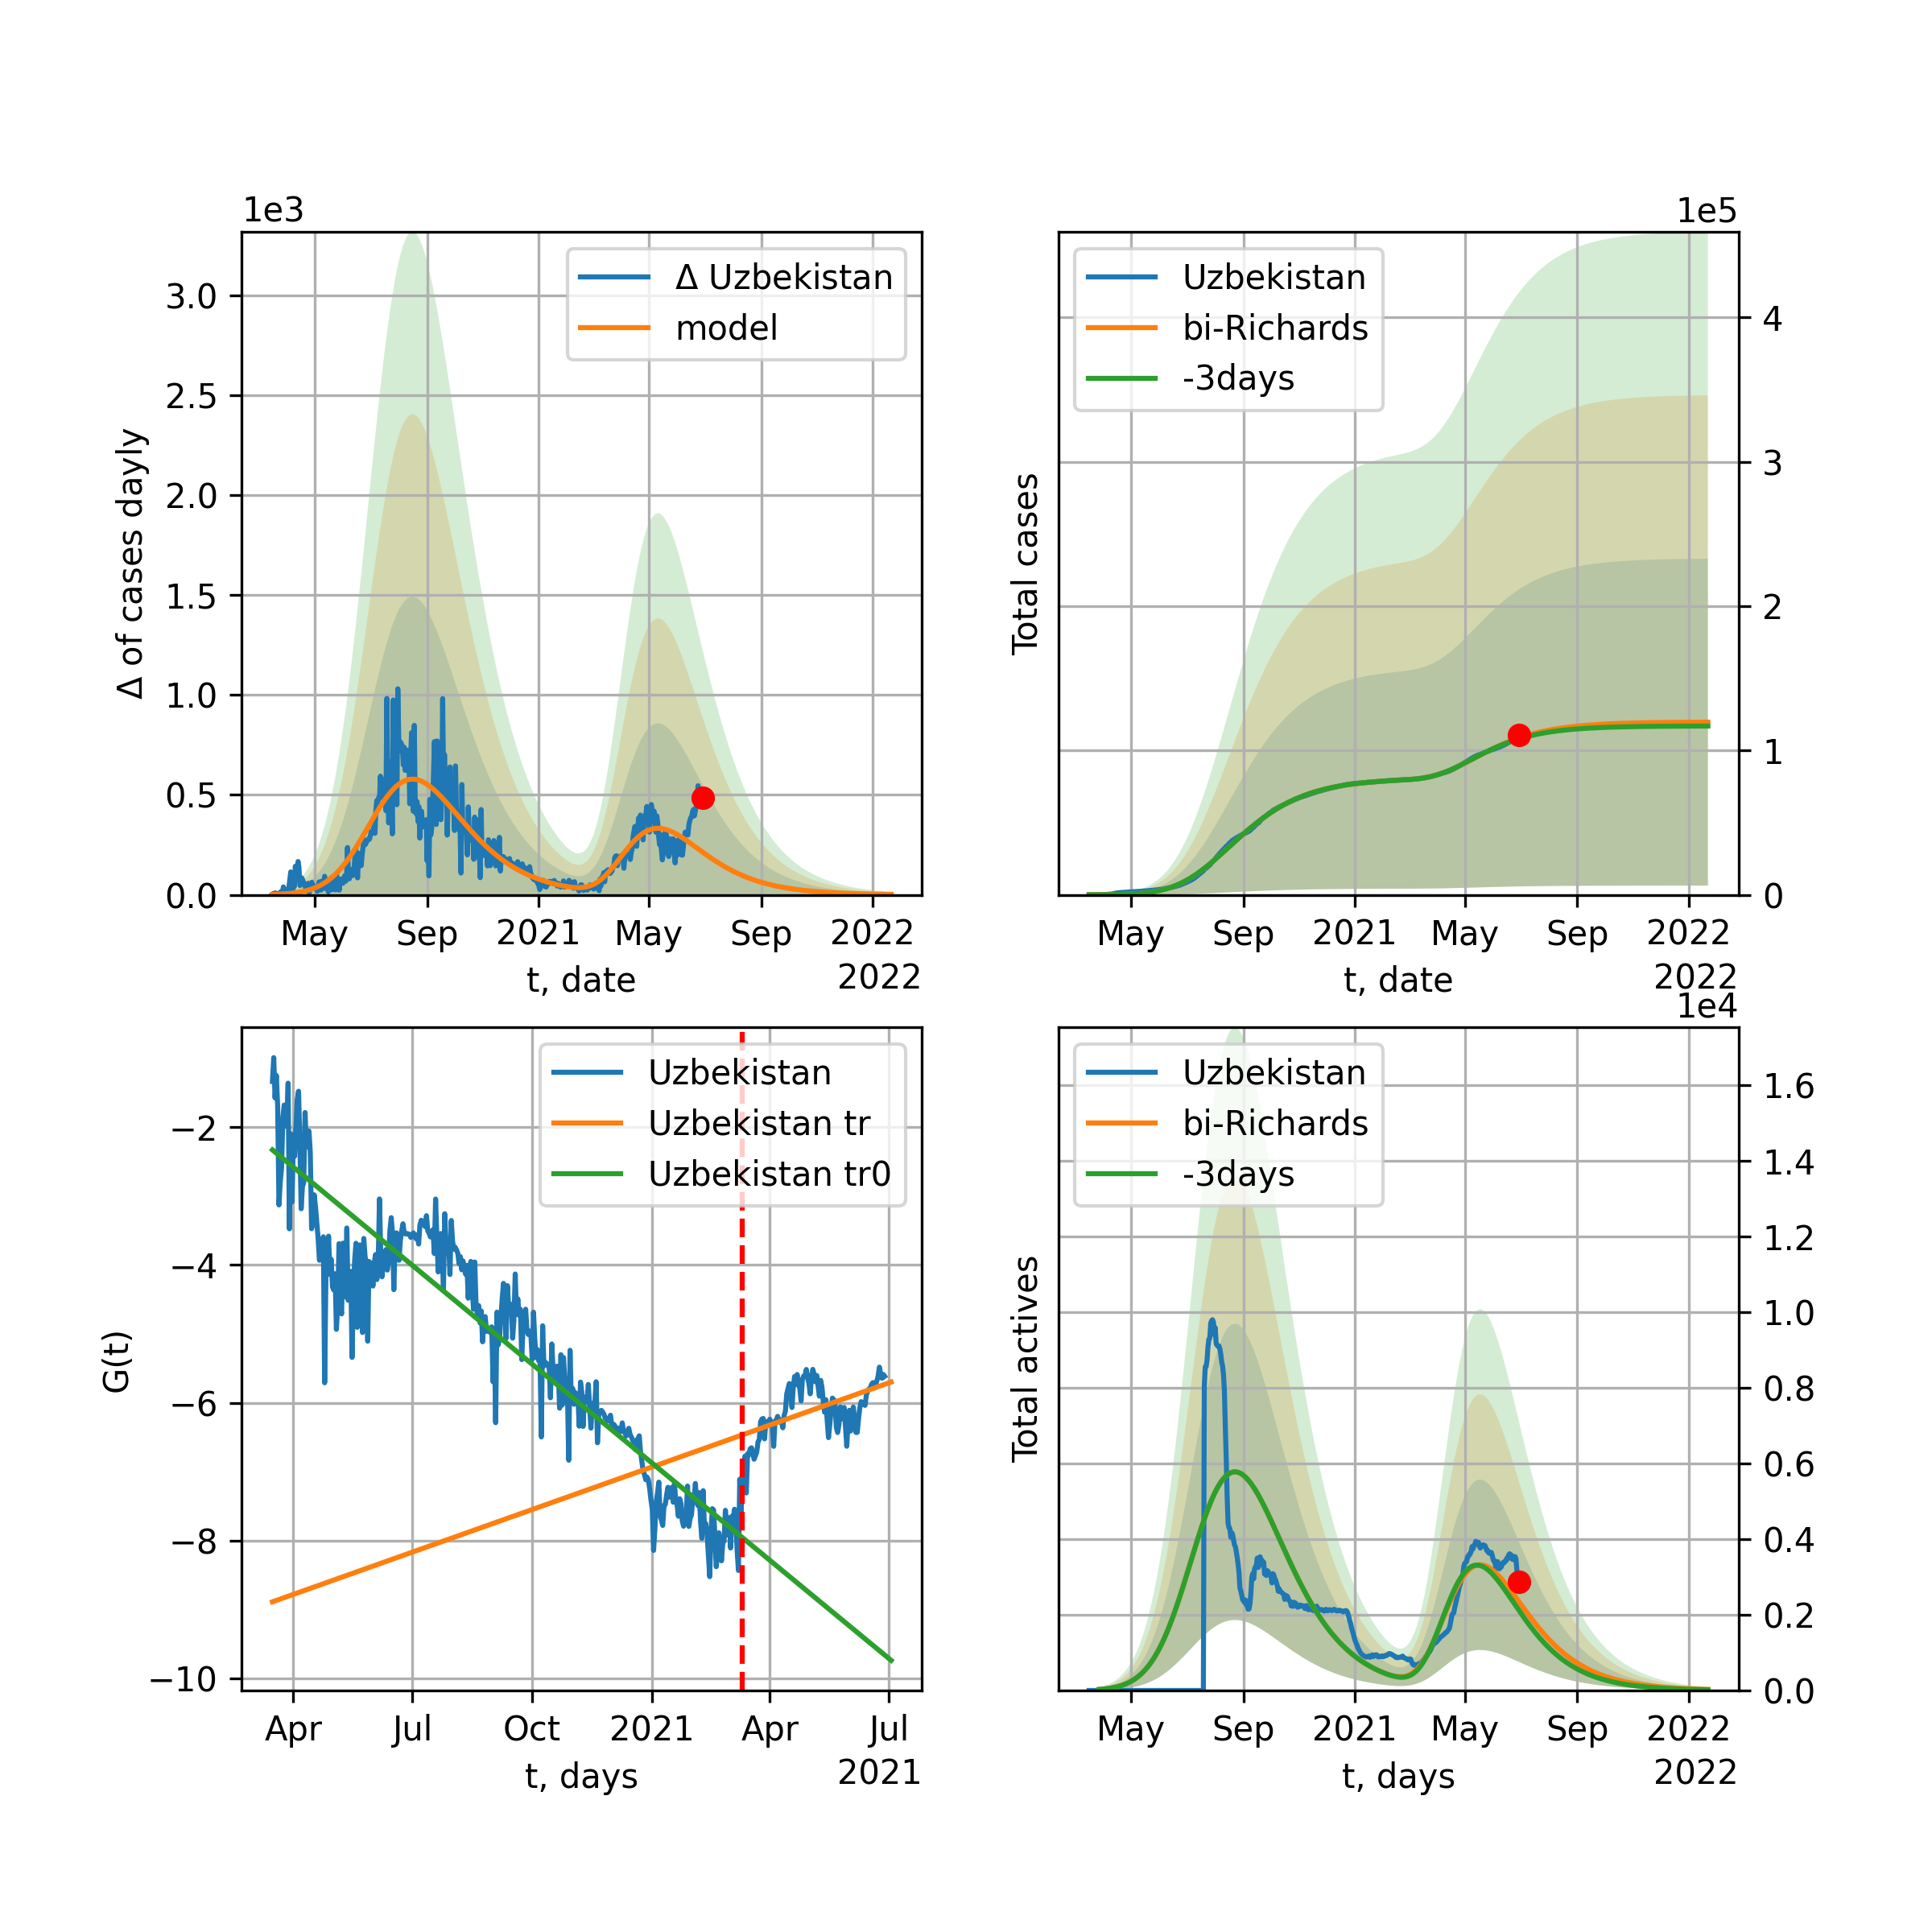 1e3
3.0
2.5
2.0
1.5
1.0
0.5
0.0
Δ of cases dayly
Δ Uzbekistan
model
May Sep 2021 May Sep 2022
t, date
2022
1e5
Uzbekistan
bi-Richards
-3days
Total cases
4
3
2
1
0
May Sep 2021 May Sep 2022
t, date
2022
−2
−4
−6
−8
−10
G(t)
Uzbekistan
Uzbekistan tr
Uzbekistan tr0
Apr Jul Oct 2021 Apr Jul
t, days
2021
1e4
Uzbekistan
bi-Richards
-3days
Total actives
1.6
1.4
1.2
1.0
0.8
0.6
0.4
0.2
0.0
May Sep 2021 May Sep 2022
t, days
2022